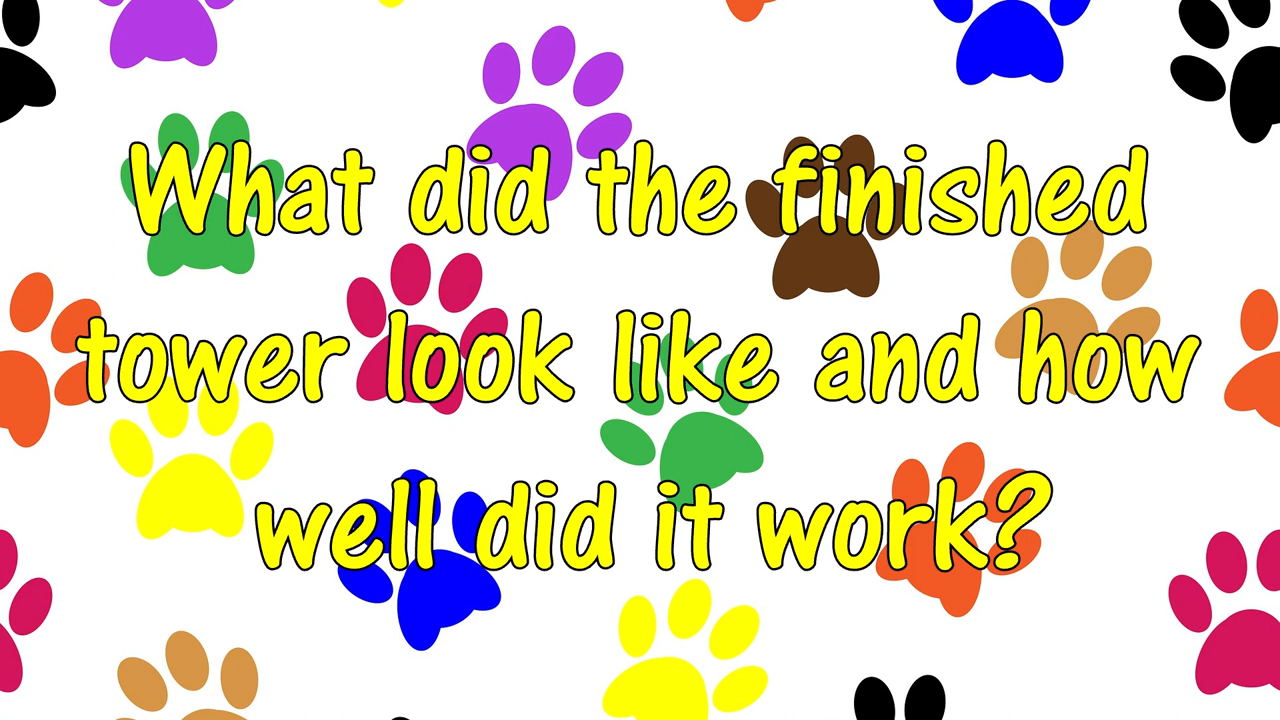 What did the finished
tower look like and how
well did it work?